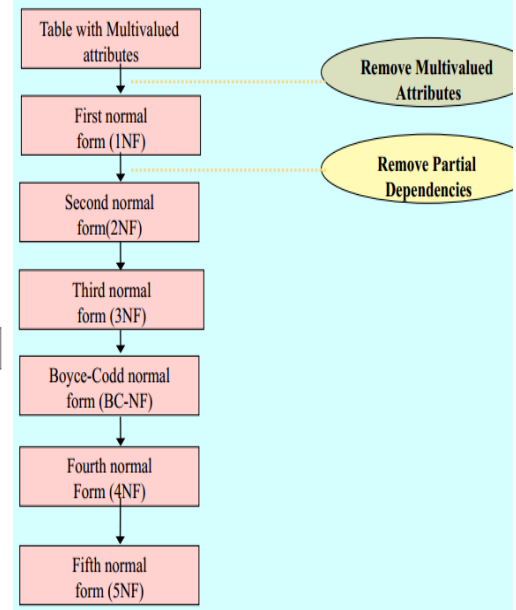 Table with Multivalued
attributes
Remove Multivalued
Attributes
First normal
form (1NF)
Remove Partial
Dependencies
Second normal
form(2NF)
Third normal
form (3NF)
Boyce-Codd normal
form (BC-NF)
Fourth normal
Form (4NF)
Fifth normal
form (5NF)